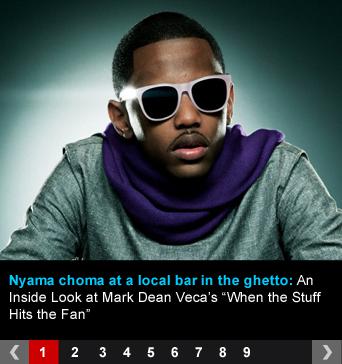 Nyama choma at a local bar in the ghetto: An
Inside Look at Mark Dean Veca's “When the Stuff
Hits the Fan”
1 2 3 4 5 6 7 8 9